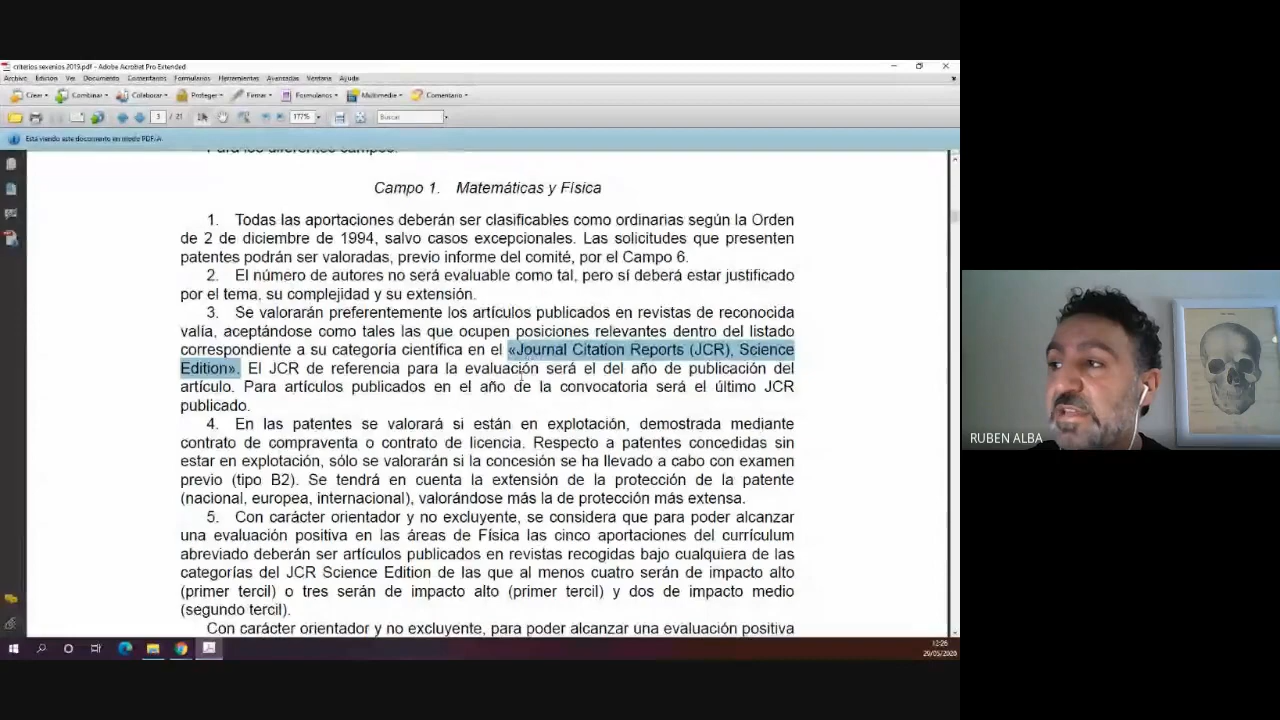 criterios sexenios 2019.pdf - Adobe Acrobat Pro Extended
Archivo Edición Ver Documento Comentarios Formularios Herramientas Avanzadas Ventana Ayuda
Crear Combinar Colaborar Proteger Firmar Formularios Multimedia Comentario
3 / 21 177% Buscar
Está viendo este documento en modo PDF/A.
Para los diferentes campos.
Campo 1. Matemáticas y Física
1. Todas las aportaciones deberán ser clasificables como ordinarias según la Orden
de 2 de diciembre de 1994, salvo casos excepcionales. Las solicitudes que presenten
patentes podrán ser valoradas, previo informe del comité, por el Campo 6.
2. El número de autores no será evaluable como tal, pero sí deberá estar justificado
por el tema, su complejidad y su extensión.
3. Se valorarán preferentemente los artículos publicados en revistas de reconocida
valía, aceptándose como tales las que ocupen posiciones relevantes dentro del listado
correspondiente a su categoría científica en el «Journal Citation Reports (JCR), Science
Edition». El JCR de referencia para la evaluación será el del año de publicación del
artículo. Para artículos publicados en el año de la convocatoria será el último JCR
publicado.
4. En las patentes se valorará si están en explotación, demostrada mediante
contrato de compraventa o contrato de licencia. Respecto a patentes concedidas sin
estar en explotación, sólo se valorarán si la concesión se ha llevado a cabo con examen
previo (tipo B2). Se tendrá en cuenta la extensión de la protección de la patente
(nacional, europea, internacional), valorándose más la de protección más extensa.
5. Con carácter orientador y no excluyente, se considera que para poder alcanzar
una evaluación positiva en las áreas de Física las cinco aportaciones del currículum
abreviado deberán ser artículos publicados en revistas recogidas bajo cualquiera de las
categorías del JCR Science Edition de las que al menos cuatro serán de impacto alto
(primer tercil) o tres serán de impacto alto (primer tercil) y dos de impacto medio
(segundo tercil).
Con carácter orientador y no excluyente, para poder alcanzar una evaluación positiva
12:26
29/05/2020
RUBEN ALBA